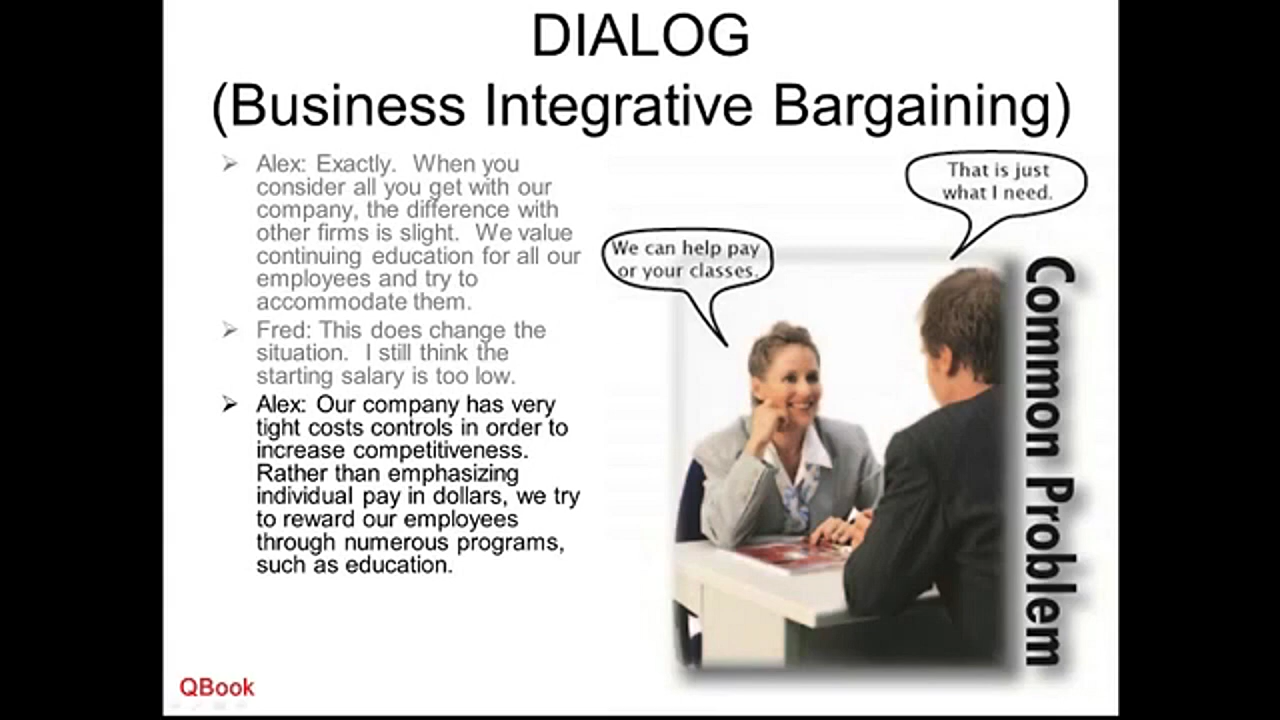 DIALOG
(Business Integrative Bargaining)
➢ Alex: Exactly. When you
consider all you get with our
company, the difference with
other firms is slight. We value
continuing education for all our
employees and try to
accommodate them.
➢ Fred: This does change the
situation. I still think the
starting salary is too low.
➢ Alex: Our company has very
tight costs controls in order to
increase competitiveness.
Rather than emphasizing
individual pay in dollars, we try
to reward our employees
through numerous programs,
such as education.
That is just
what I need.
We can help pay
or your classes.
Common Problem
QBook